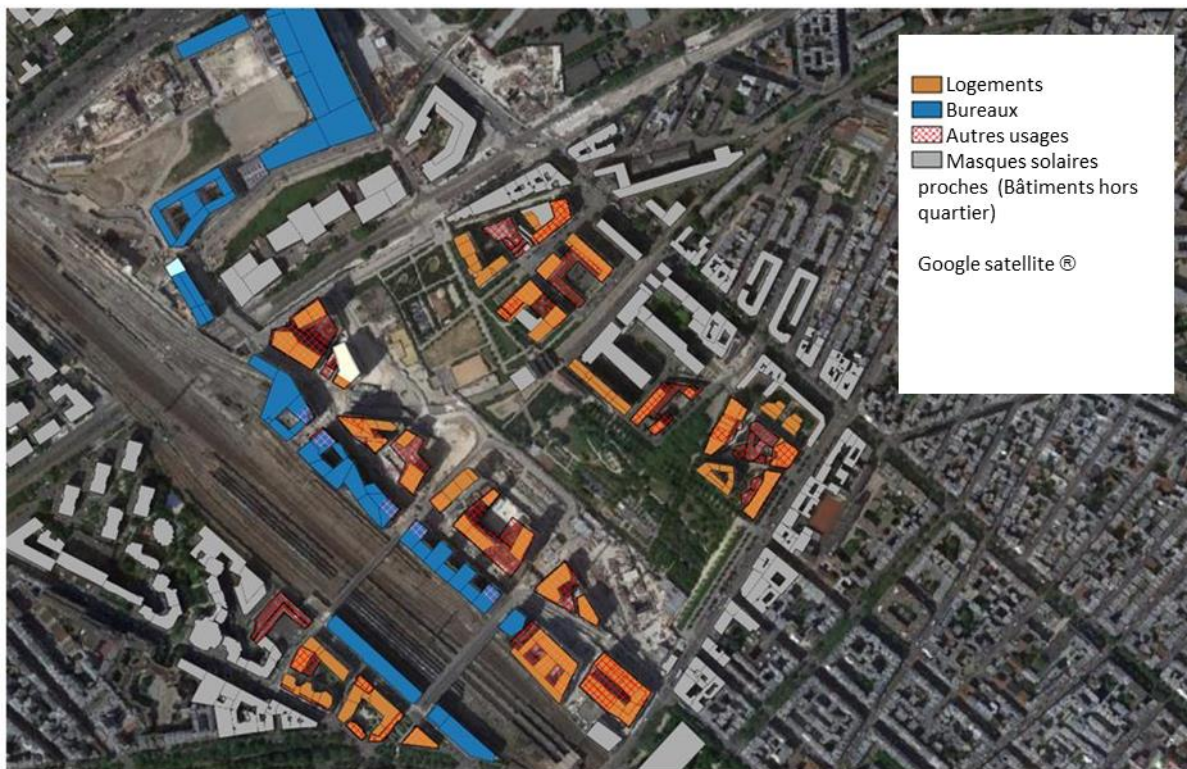 Logements
Bureaux
Autres usages
Masques solaires
proches (Bâtiments hors
quartier)
Google satellite ®